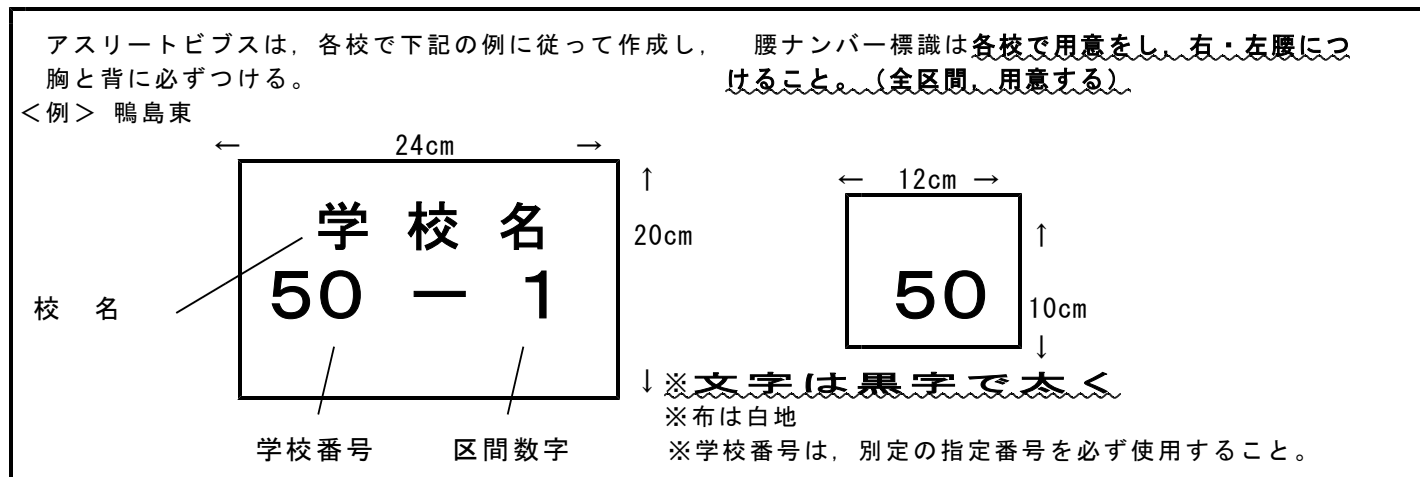 アスリートビブスは，各校で下記の例に従って作成し，
胸と背に必ずつける。
腰ナンバー標識は各校で用意をし，右・左腰につ
けること。（全区間，用意する）
＜例＞ 鴨島東
← 24cm →
学 校 名
50 － 1
↑
20cm
↓
校　名
学校番号
区間数字
← 12cm →
50
↑
10cm
↓
※文字は黒字で太く
※布は白地
※学校番号は，別定の指定番号を必ず使用すること。